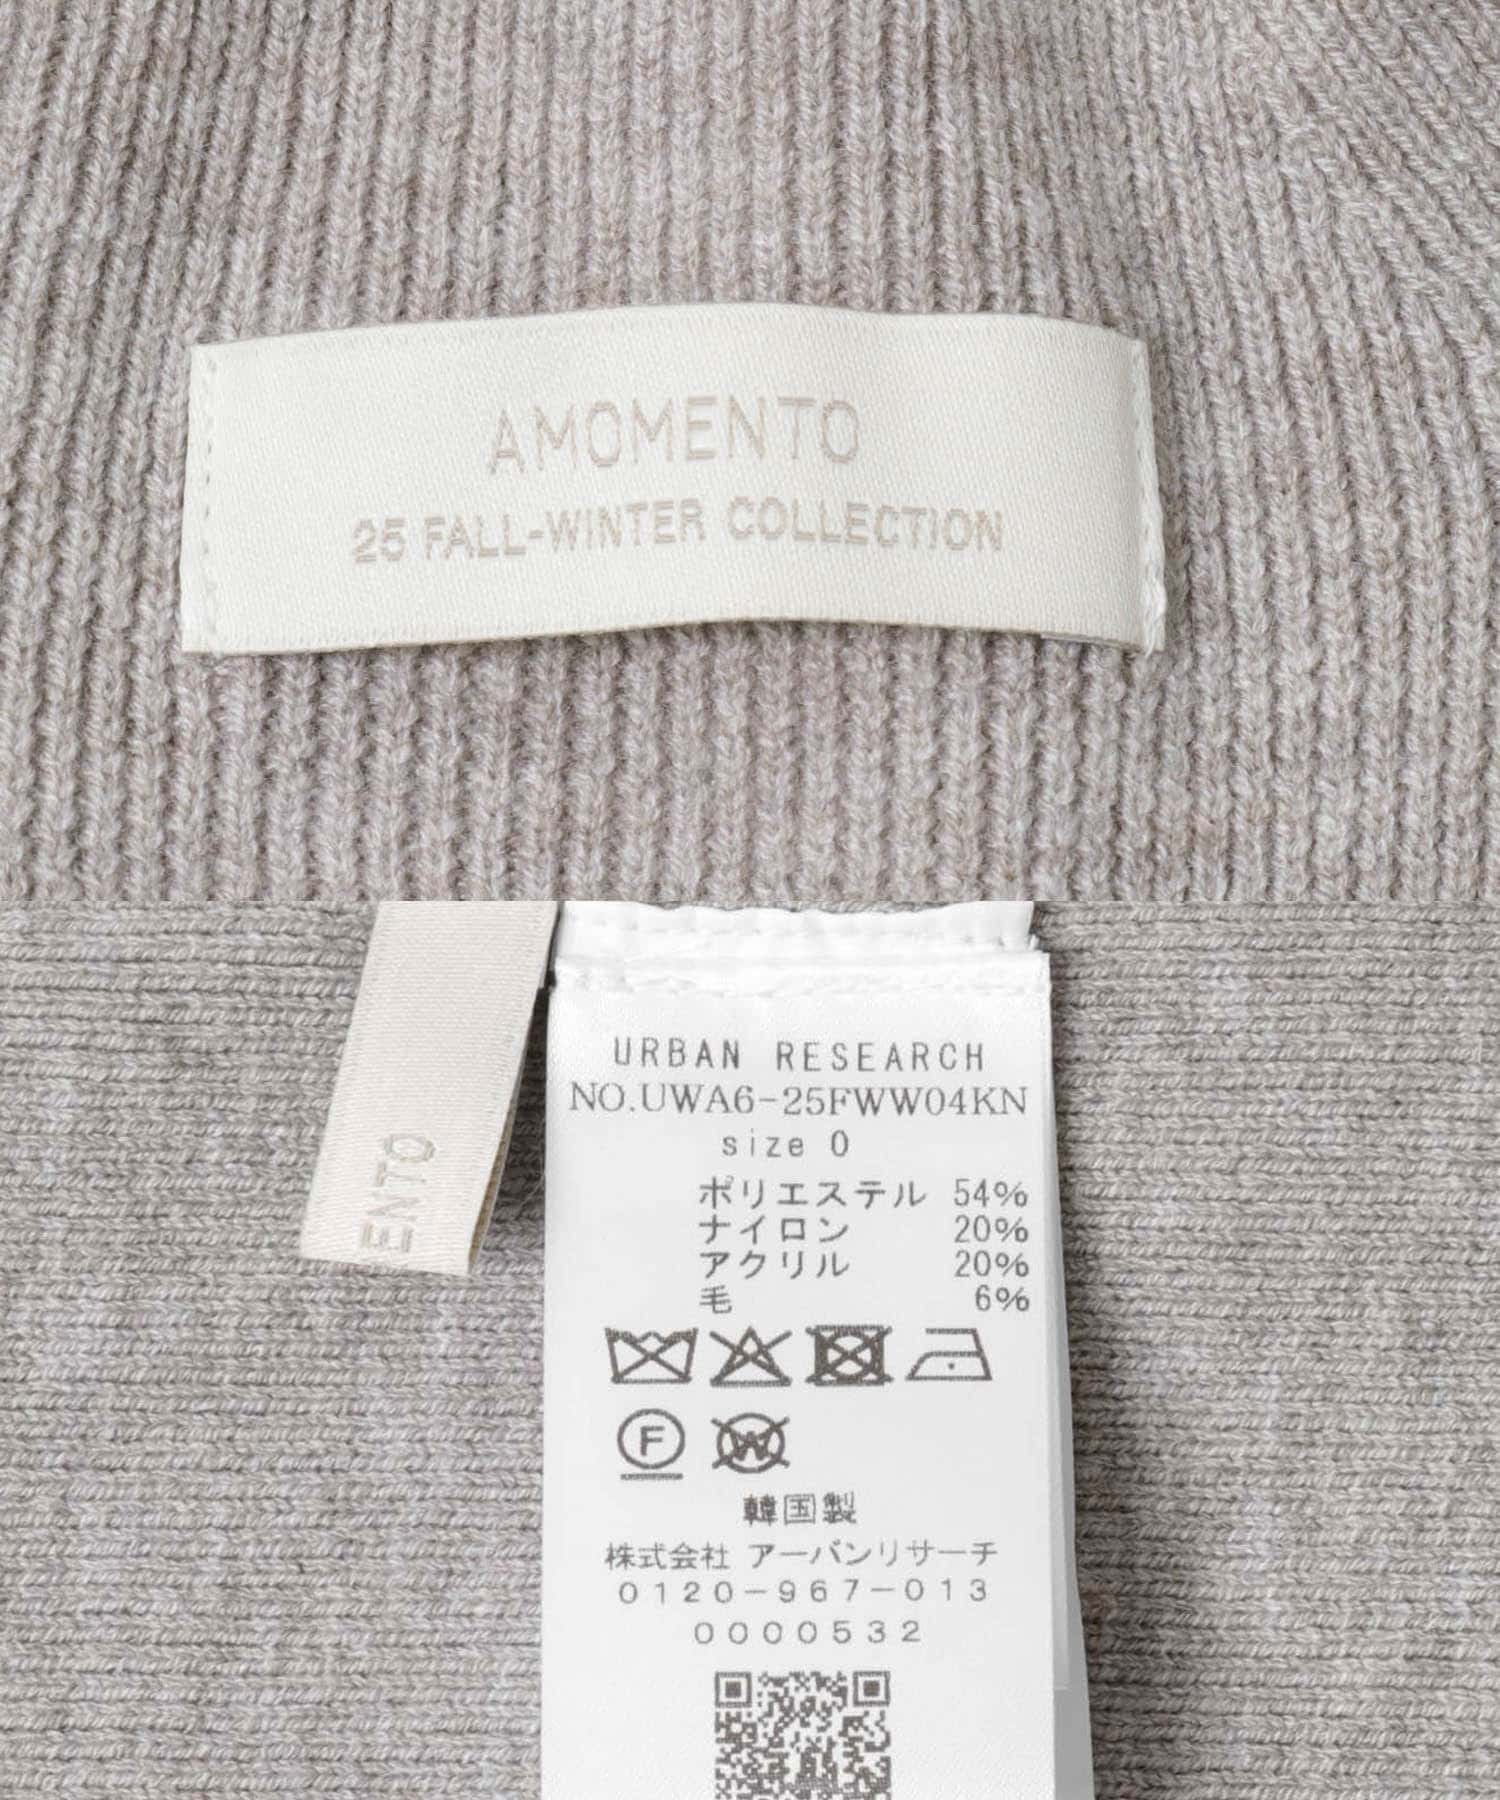 AMOMENTO
25 FALL-WINTER COLLECTION
ENTO
URBAN RESEARCH
NO.UWA6-25FWW04KN
size 0
ポリエステル 54%
ナイロン 20%
アクリル 20%
毛 6%
F W
韓国製
株式会社 アーバンリサーチ
0120-967-013
0000532